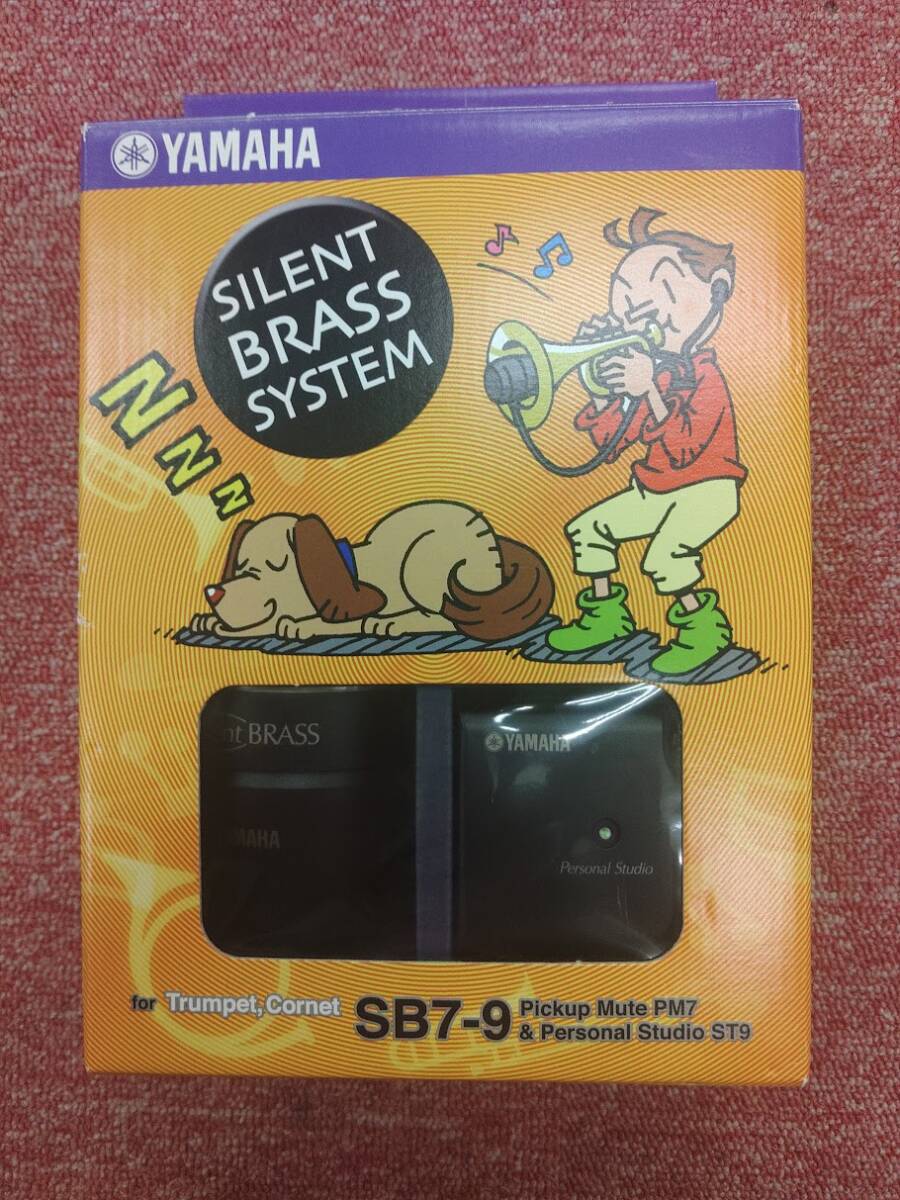 YAMAHA
SILENT
BRASS
SYSTEM
N N N
nt BRASS
YAMAHA
YAMAHA
Personal Studio
for Trumpet, Cornet
SB7-9
Pickup Mute PM7
& Personal Studio ST9